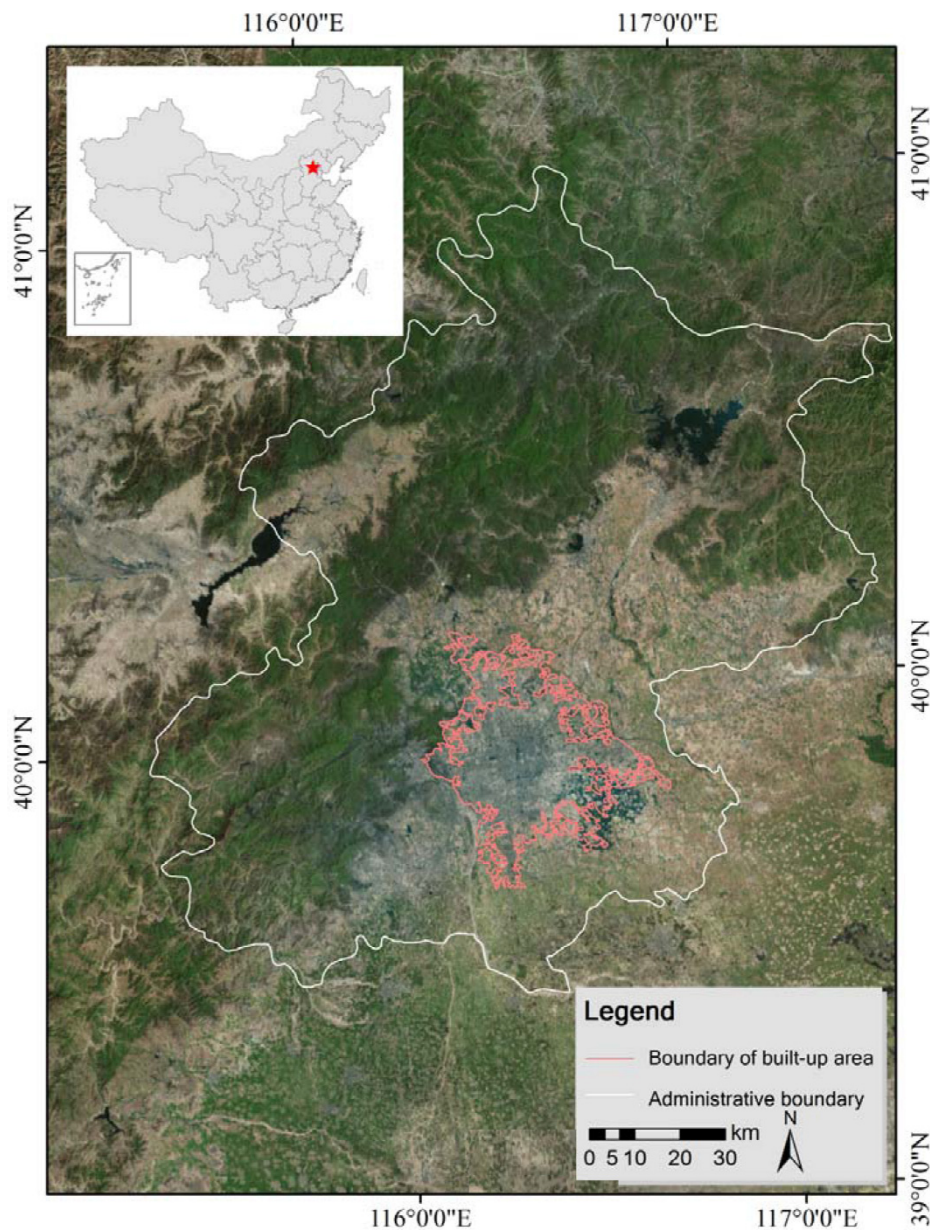 116°0'0"E
117°0'0"E
41°0'0"N
41°0'0"N
40°0'0"N
40°0'0"N
39°0'0"N
Legend
Boundary of built-up area
Administrative boundary
N
km
0 5 10 20 30
116°0'0"E
117°0'0"E